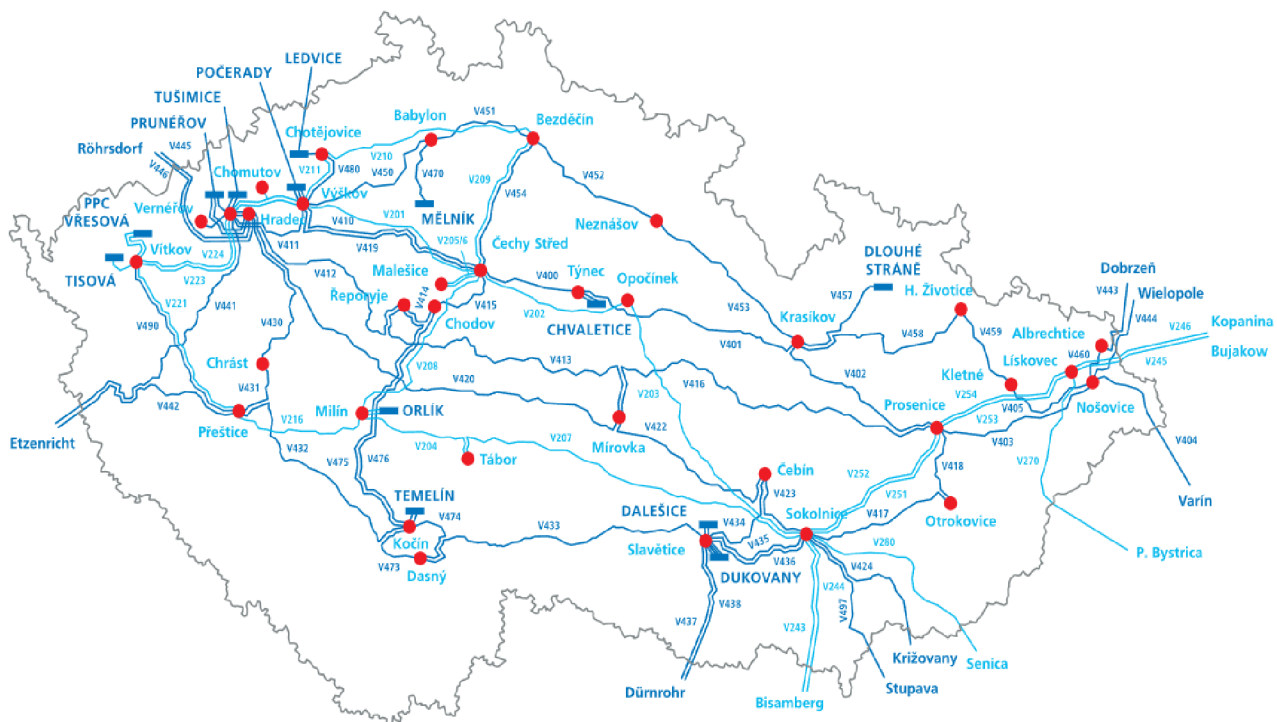 LEDVICE
POČERADY
TUŠIMICE
PRUNÉŘOV
Röhrsdorf
V445
V446
Chotějovice
Babylon
V451
Bezděčín
V210
V211
V480
V450
V470
V209
V454
V452
Chomutov
Výškov
PPC
VŘESOVÁ
Vernéřov
Hradec
MĚLNÍK
V201
V410
V419
V411
V205/6
Čechy Střed
Neznášov
Vítkov
V224
V223
TISOVÁ
V221
V490
V441
V412
V430
Malešice
Řeporyje
V414
V415
Chodov
V400
Týnec
Opočínek
V202
CHVALETICE
V453
Krasíkov
DLOUHÉ
STRÁNĚ
V457
H. Životice
V458
V459
Dobrzeń
V443
Wielopole
V444
Albrechtice
V246
Kopanina
V245
Bujakow
V460
Lískovec
Kletné
V254
V405
V253
Nošovice
V401
V402
V403
V404
Chrást
V431
V442
Přeštice
Etzenricht
V216
V208
V413
V420
V416
V203
Milín
ORLÍK
V422
Mírovka
Prosenice
V432
V475
V476
V204
V207
Tábor
V418
V270
Varín
Čebín
V423
V252
V251
V417
Otrokovice
TEMELÍN
V474
Kočín
V473
Dasný
V433
DALEŠICE
V434
V435
V436
Slavětice
DUKOVANY
Sokolnice
V280
V424
V244
V497
V243
P. Bystrica
V438
V437
Dürnrohr
Bisamberg
Stupava
Križovany
Senica